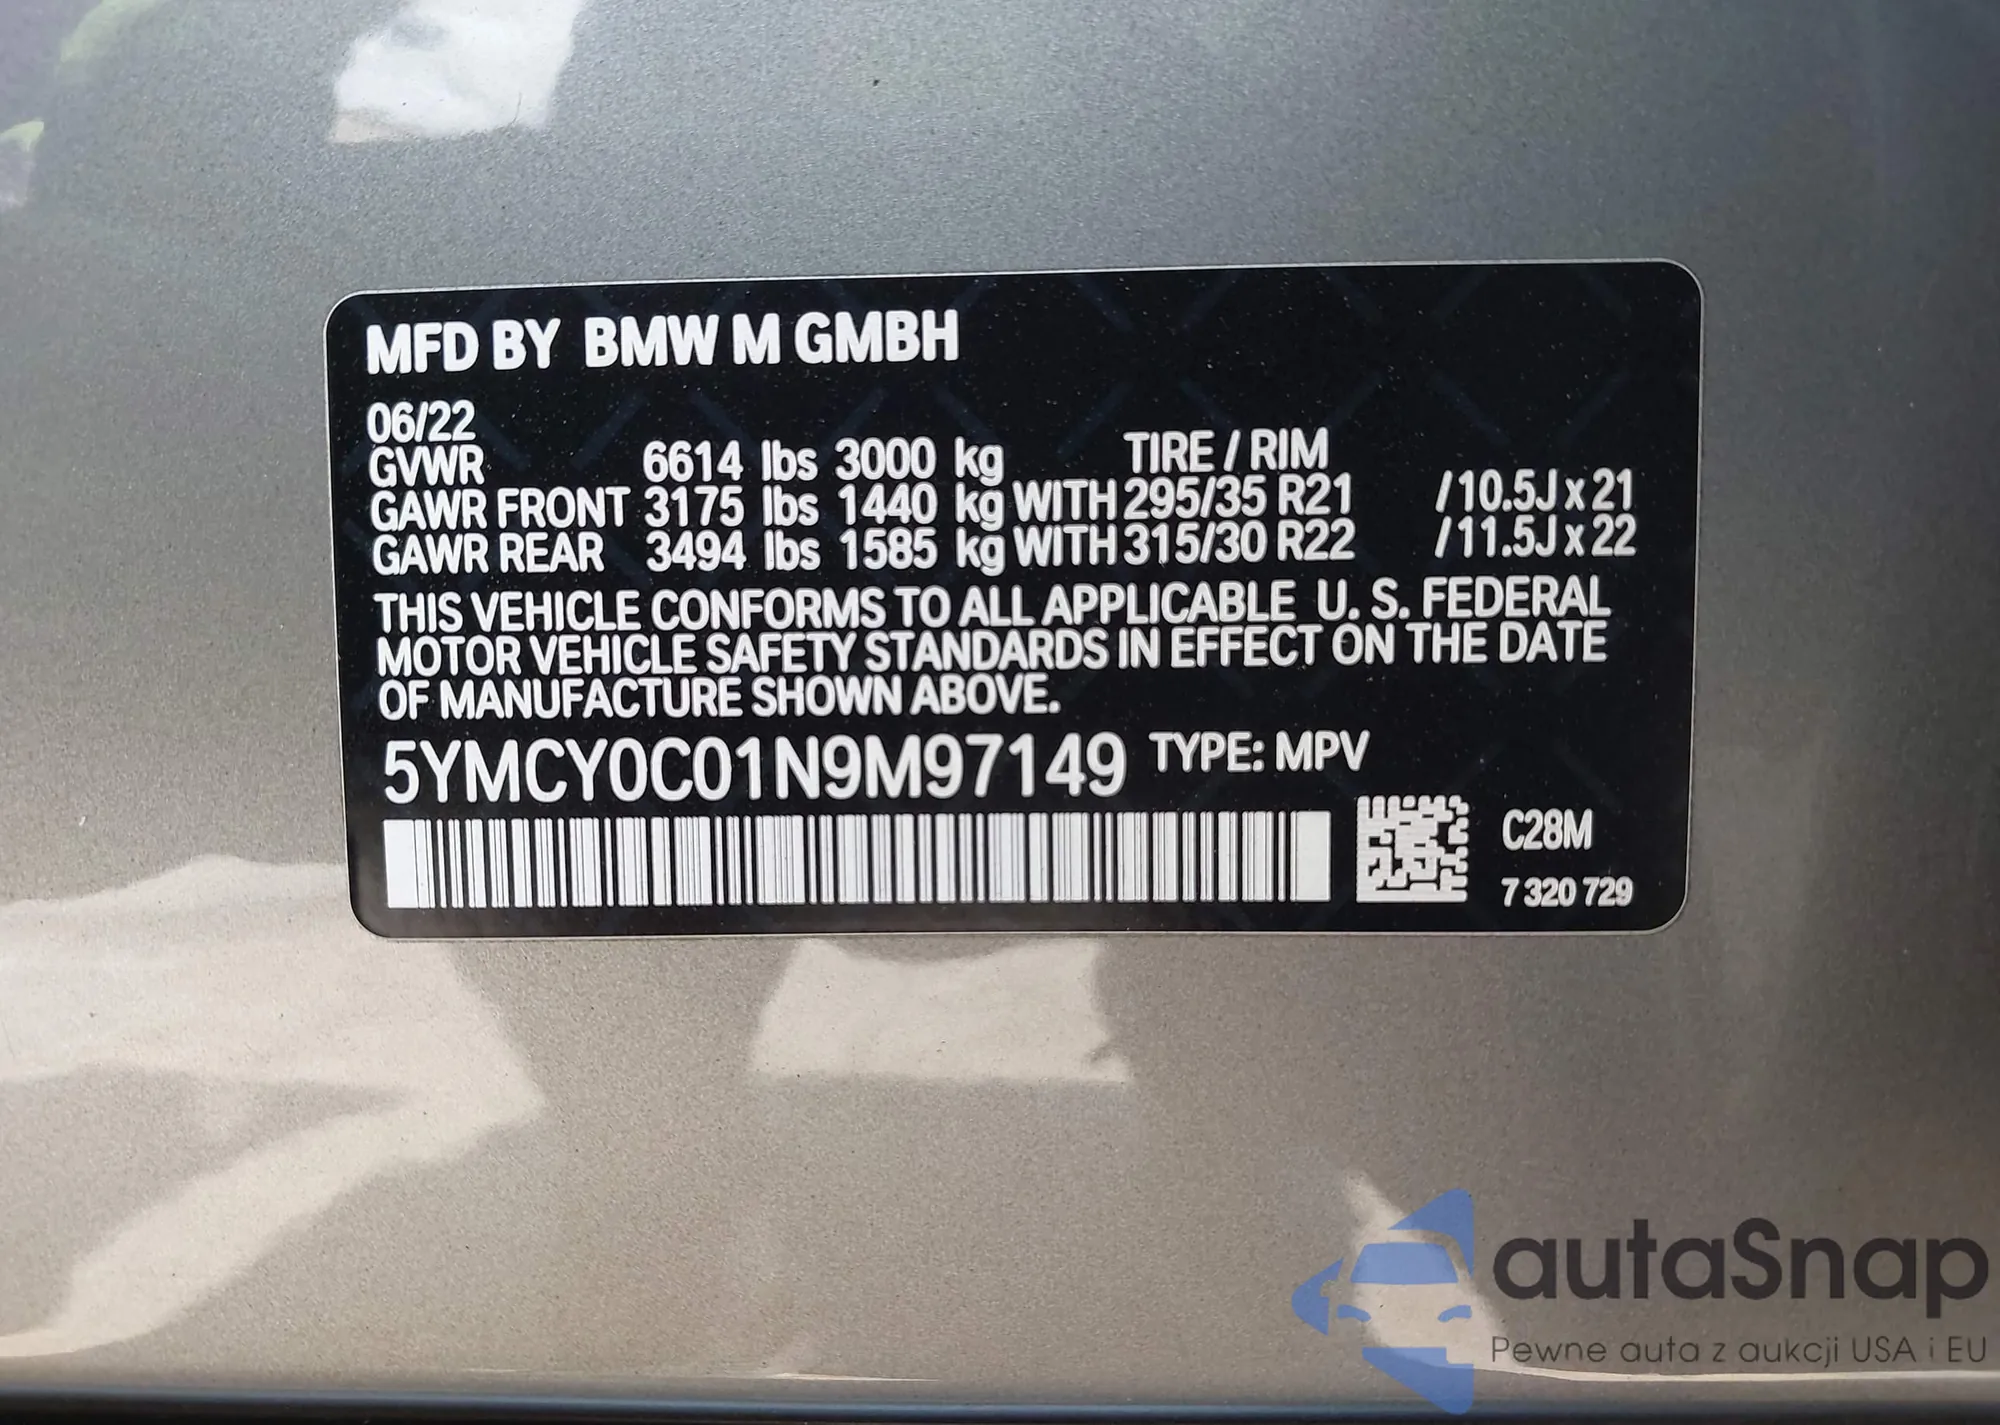 MFD BY BMW M GMBH
06/22
GVWR 6614 lbs 3000 kg TIRE / RIM
GAWR FRONT 3175 lbs 1440 kg WITH 295/35 R21 /10.5J x 21
GAWR REAR 3494 lbs 1585 kg WITH 315/30 R22 /11.5J x 22
THIS VEHICLE CONFORMS TO ALL APPLICABLE U. S. FEDERAL
MOTOR VEHICLE SAFETY STANDARDS IN EFFECT ON THE DATE
OF MANUFACTURE SHOWN ABOVE.
5YMCY0C01N9M97149 TYPE: MPV
C28M
7 320 729
autaSnap
Pewne auta z aukcji USA i EU